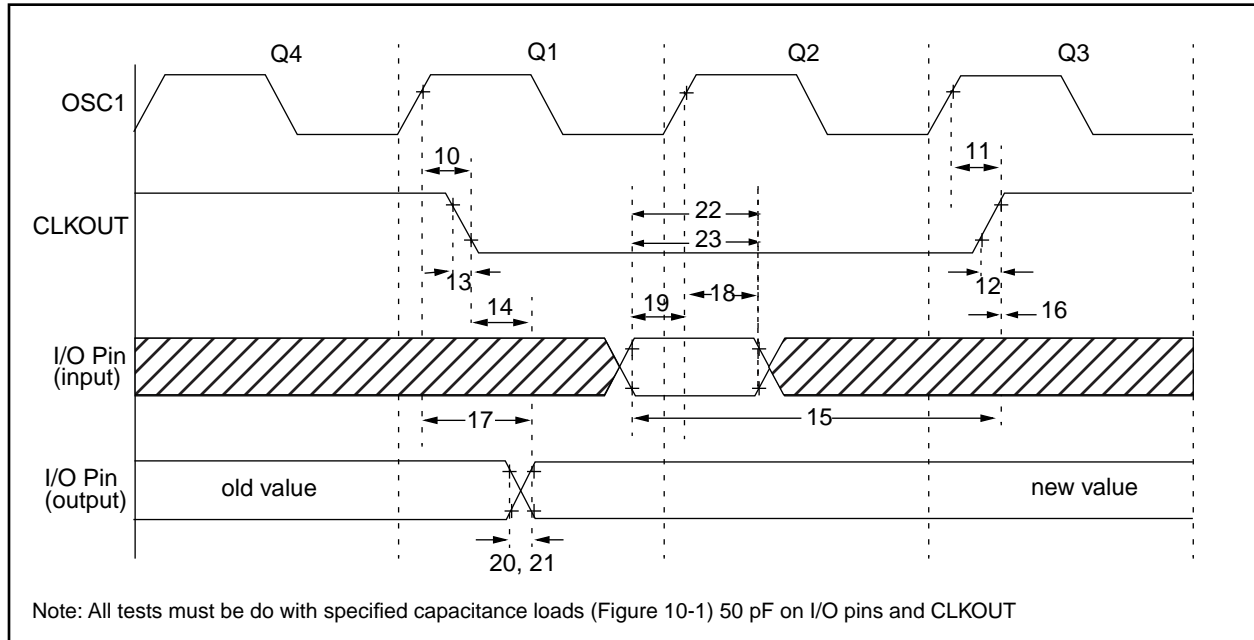 Q4 Q1 Q2 Q3
OSC1
10 11
22
CLKOUT
23
13 18 12
14 19 16
I/O Pin
(input)
17 15
I/O Pin
(output)
old value new value
20, 21
Note: All tests must be do with specified capacitance loads (Figure 10-1) 50 pF on I/O pins and CLKOUT